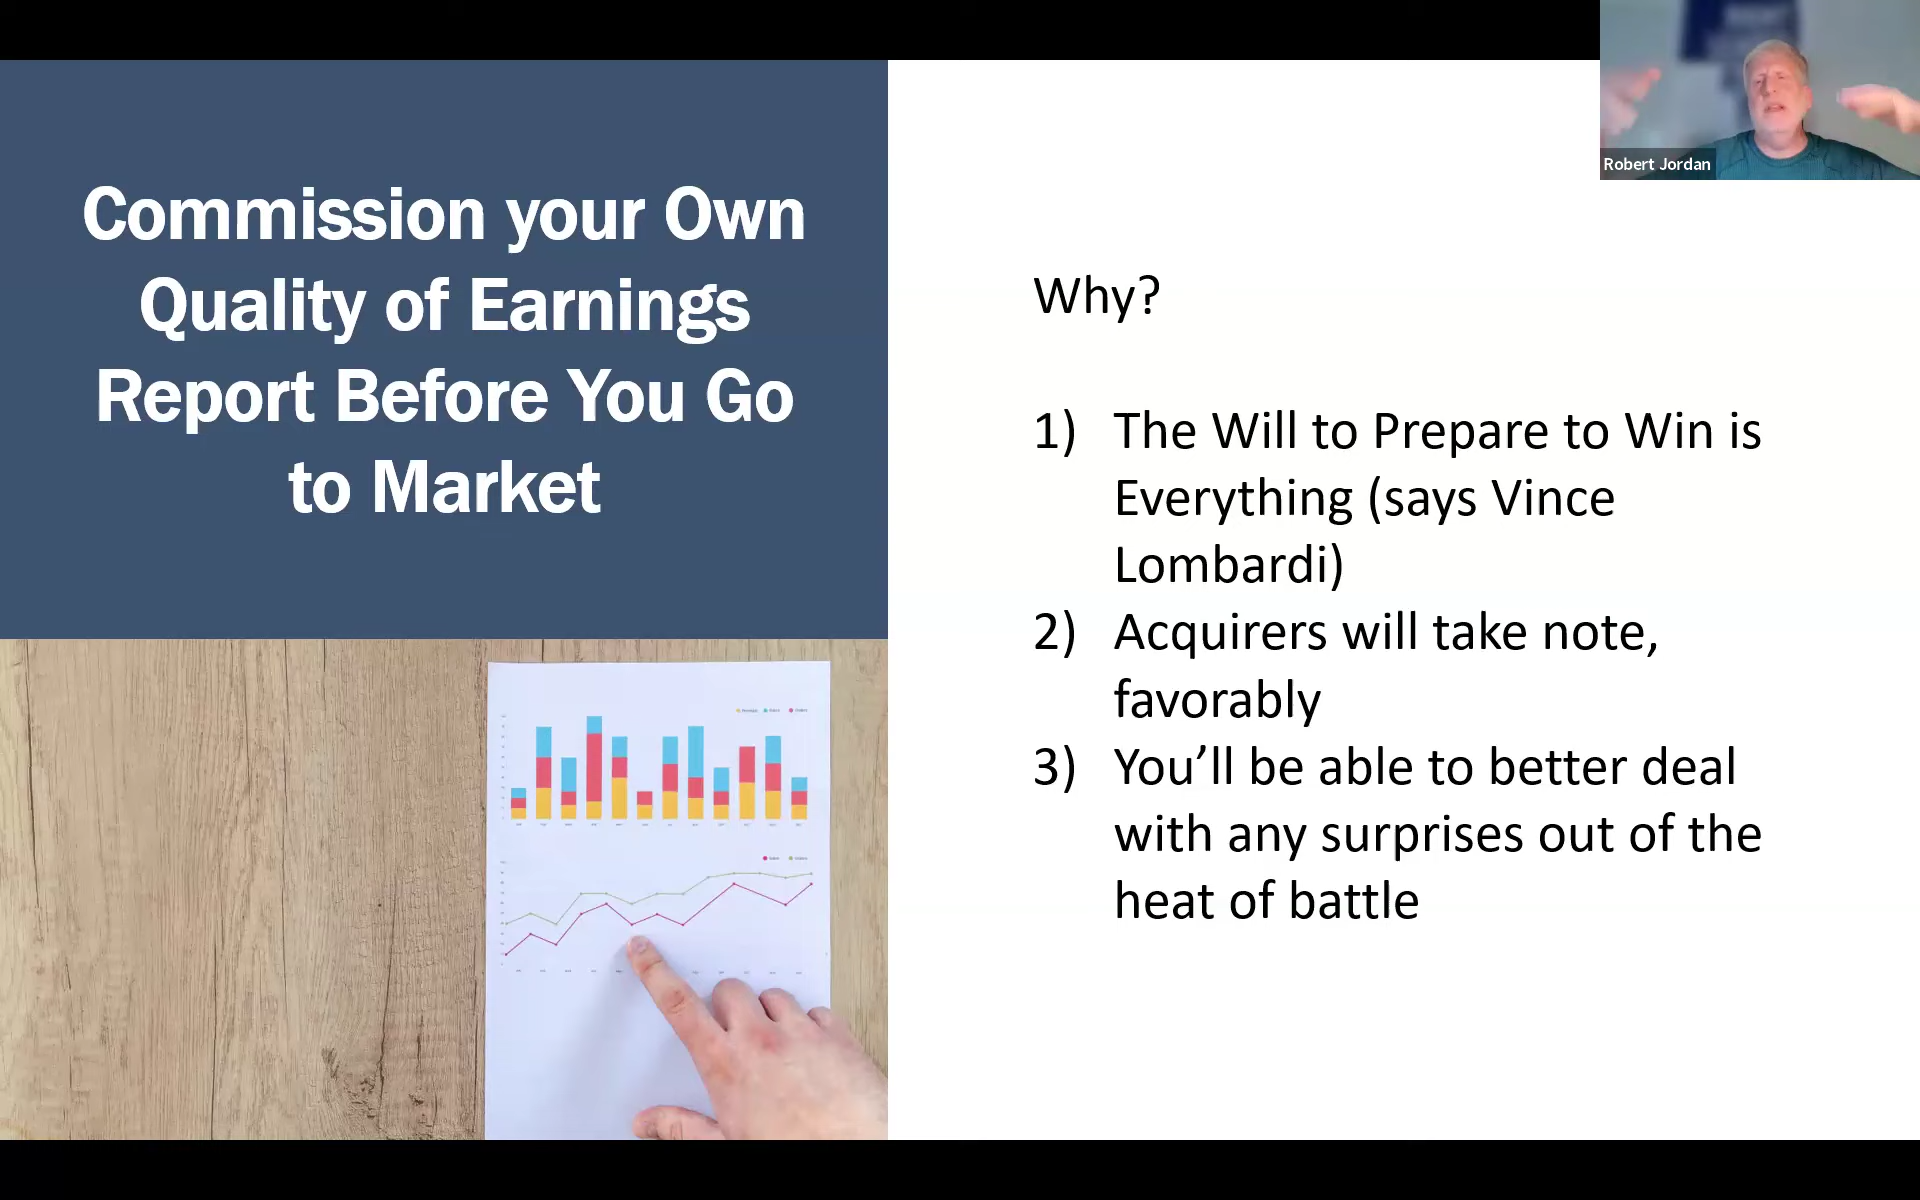 Commission your Own
Quality of Earnings
Report Before You Go
to Market
Robert Jordan
Why?
1) The Will to Prepare to Win is
Everything (says Vince
Lombardi)
2) Acquirers will take note,
favorably
3) You’ll be able to better deal
with any surprises out of the
heat of battle